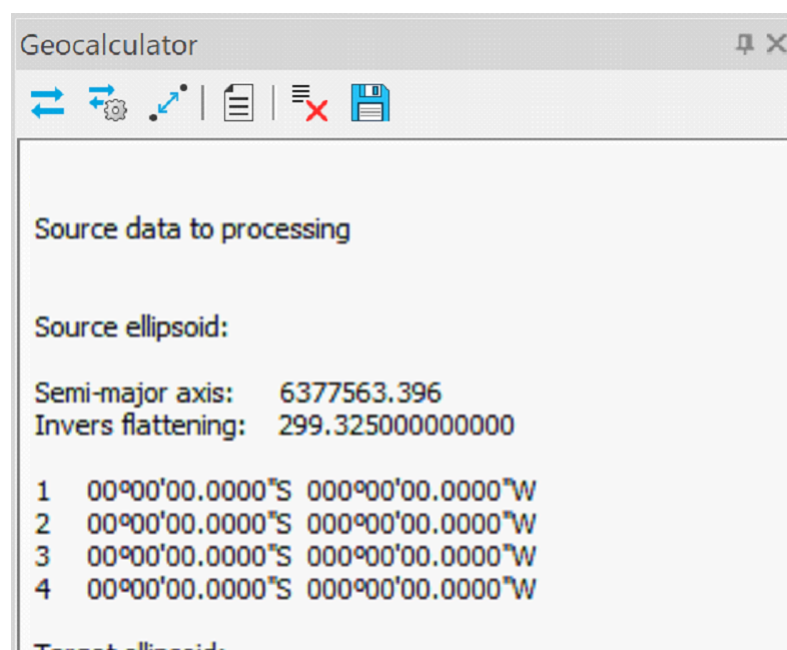 Geocalculator
Source data to processing
Source ellipsoid:
Semi-major axis: 6377563.396
Invers flattening: 299.325000000000
1 00º00'00.0000"S 000º00'00.0000"W
2 00º00'00.0000"S 000º00'00.0000"W
3 00º00'00.0000"S 000º00'00.0000"W
4 00º00'00.0000"S 000º00'00.0000"W
Target ellipsoid: